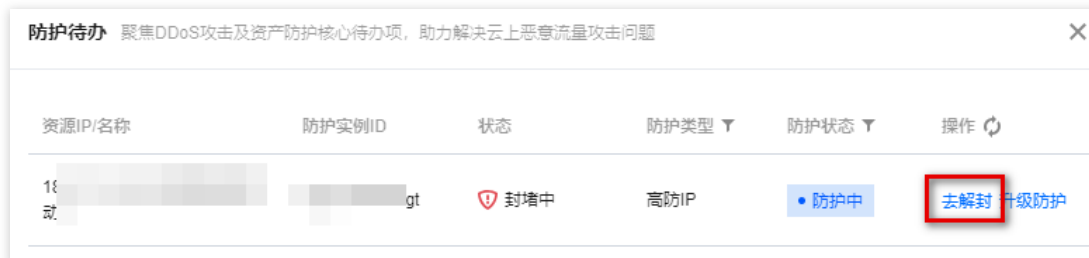 防护待办 聚焦DDoS攻击及资产防护核心待办项，助力解决云上恶意流量攻击问题
资源IP/名称 防护实例ID 状态 防护类型 防护状态 操作
18 gt 封堵中 高防IP 防护中 去解封 升级防护
动